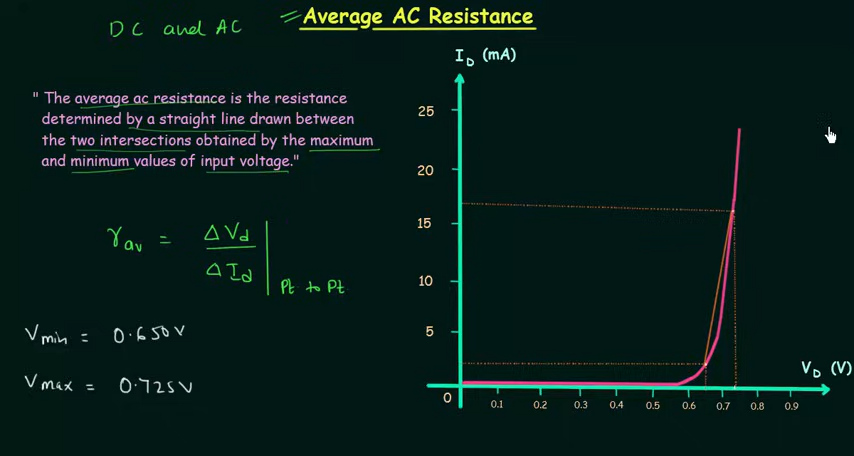 DC and AC
Average AC Resistance
" The average ac resistance is the resistance
determined by a straight line drawn between
the two intersections obtained by the maximum
and minimum values of input voltage."
r_av = ΔV_d / ΔI_d | Pt. to Pt
V_min = 0.650V
V_max = 0.725V
I_D (mA)
25
20
15
10
5
0
0.1 0.2 0.3 0.4 0.5 0.6 0.7 0.8 0.9
V_D (V)